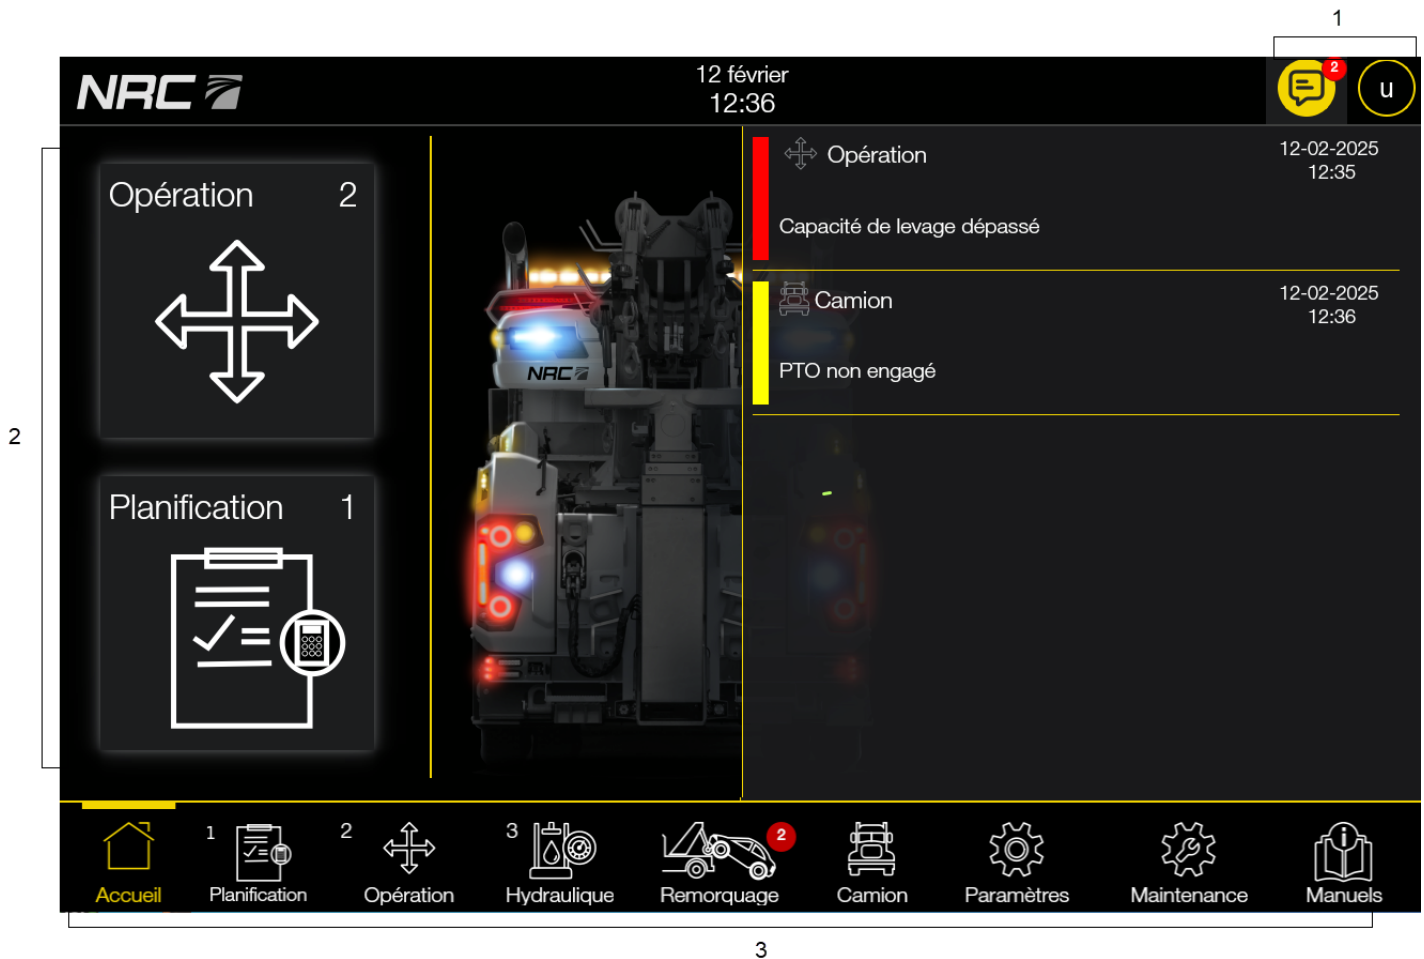 1
NRC
12 février
12:36
2
u
Opération 2
Opération
12-02-2025
12:35
Capacité de levage dépassé
Camion
12-02-2025
12:36
PTO non engagé
NRC
2
Planification 1
Accueil
1 Planification
2 Opération
3 Hydraulique
Remorquage 2
Camion
Paramètres
Maintenance
Manuels
3